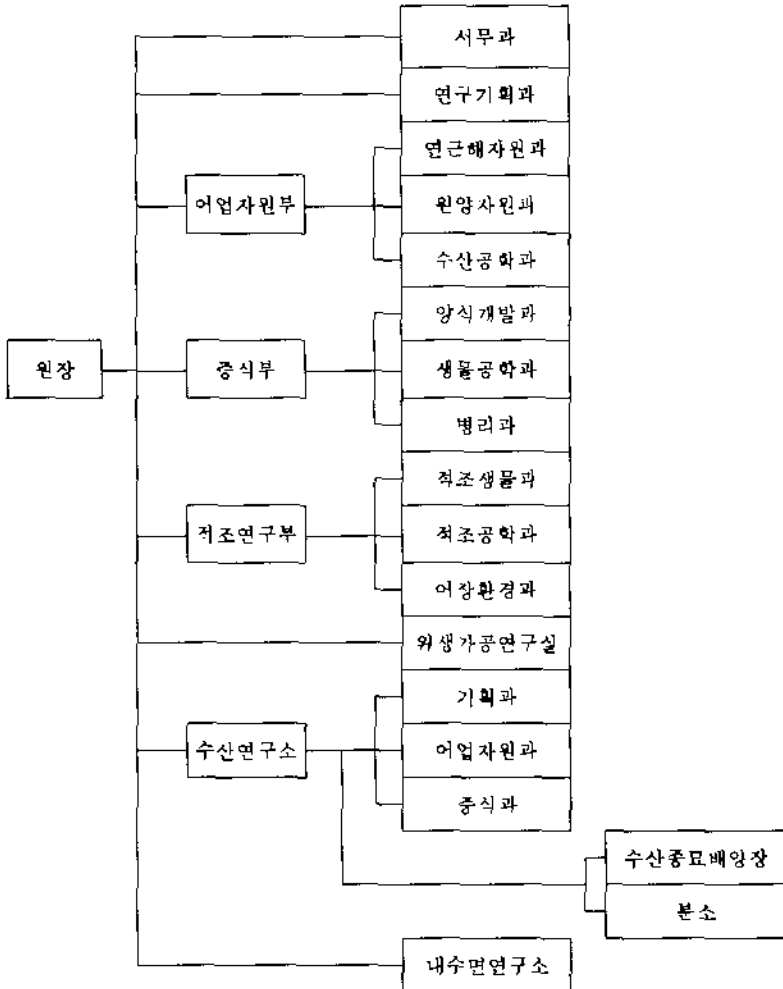 서무과
연구기획과
연근해자원과
어업자원부
원양자원과
수산공학과
양식개발과
원장
증식부
생물공학과
병리과
적조생물과
적조연구부
적조공학과
어장환경과
위생가공연구실
기획과
수산연구소
어업자원과
증식과
수산종묘배양장
분소
내수면연구소